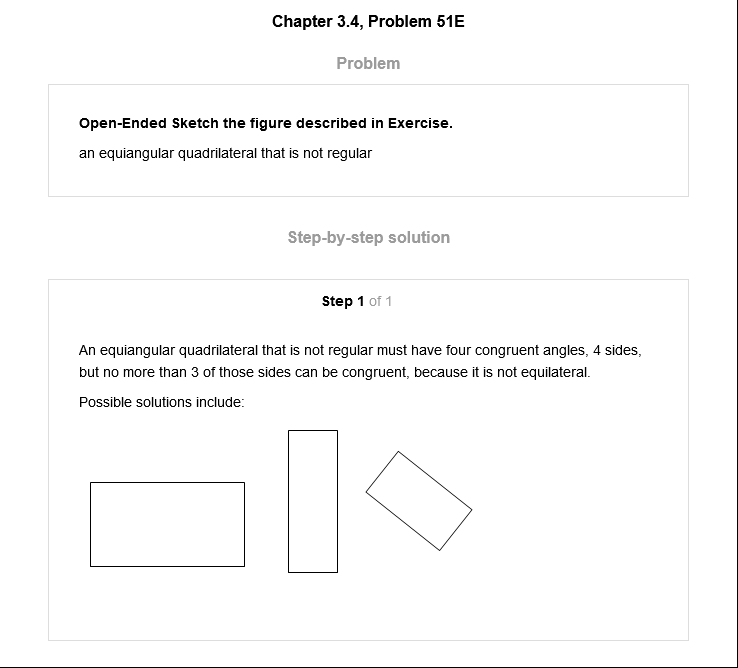 Chapter 3.4, Problem 51E
Problem
Open-Ended Sketch the figure described in Exercise.
an equiangular quadrilateral that is not regular
Step-by-step solution
Step 1 of 1
An equiangular quadrilateral that is not regular must have four congruent angles, 4 sides,
but no more than 3 of those sides can be congruent, because it is not equilateral.
Possible solutions include: